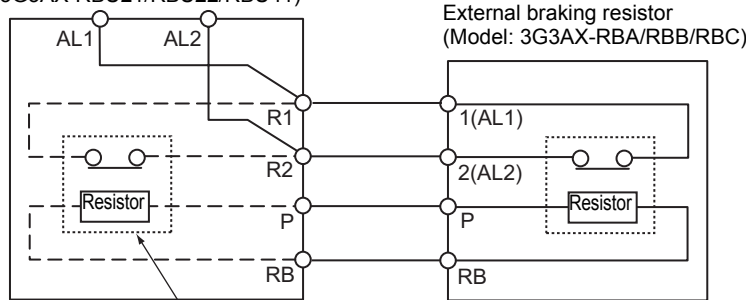 External braking resistor
(Model: 3G3AX-RBA/RBB/RBC)
AL1
AL2
R1
1(AL1)
R2
2(AL2)
Resistor
Resistor
P
P
RB
RB